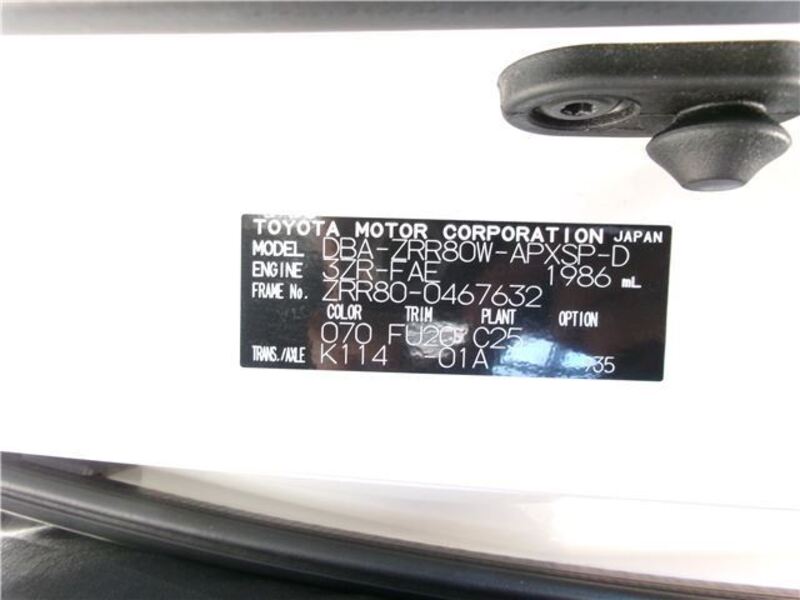 TOYOTA MOTOR CORPORATION JAPAN
MODEL DBA-ZRR80W-APXSP-D
ENGINE 3ZR-FAE 1986 mL
FRAME No. ZRR80-0467632
COLOR TRIM PLANT OPTION
070 FU20 C25
TRANS./AXLE K114 -01A 935